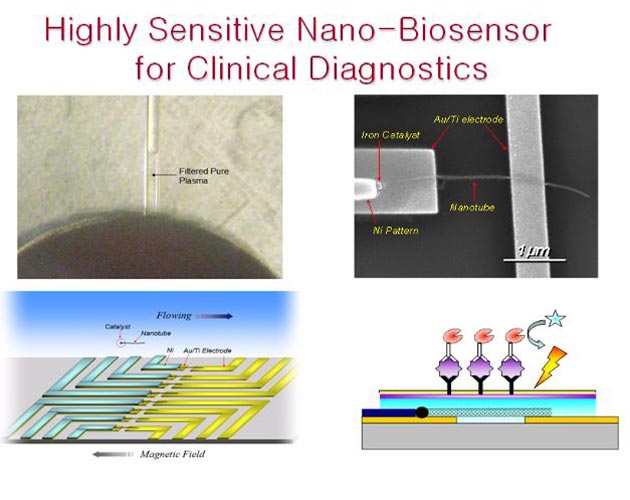 Highly Sensitive Nano-Biosensor
for Clinical Diagnostics
Filtered Pure
Plasma
Au/Ti electrode
Iron Catalyst
Nanotube
Ni Pattern
1μm
Flowing
Catalyst
Nanotube
Ni
Au/Ti Electrode
Magnetic Field